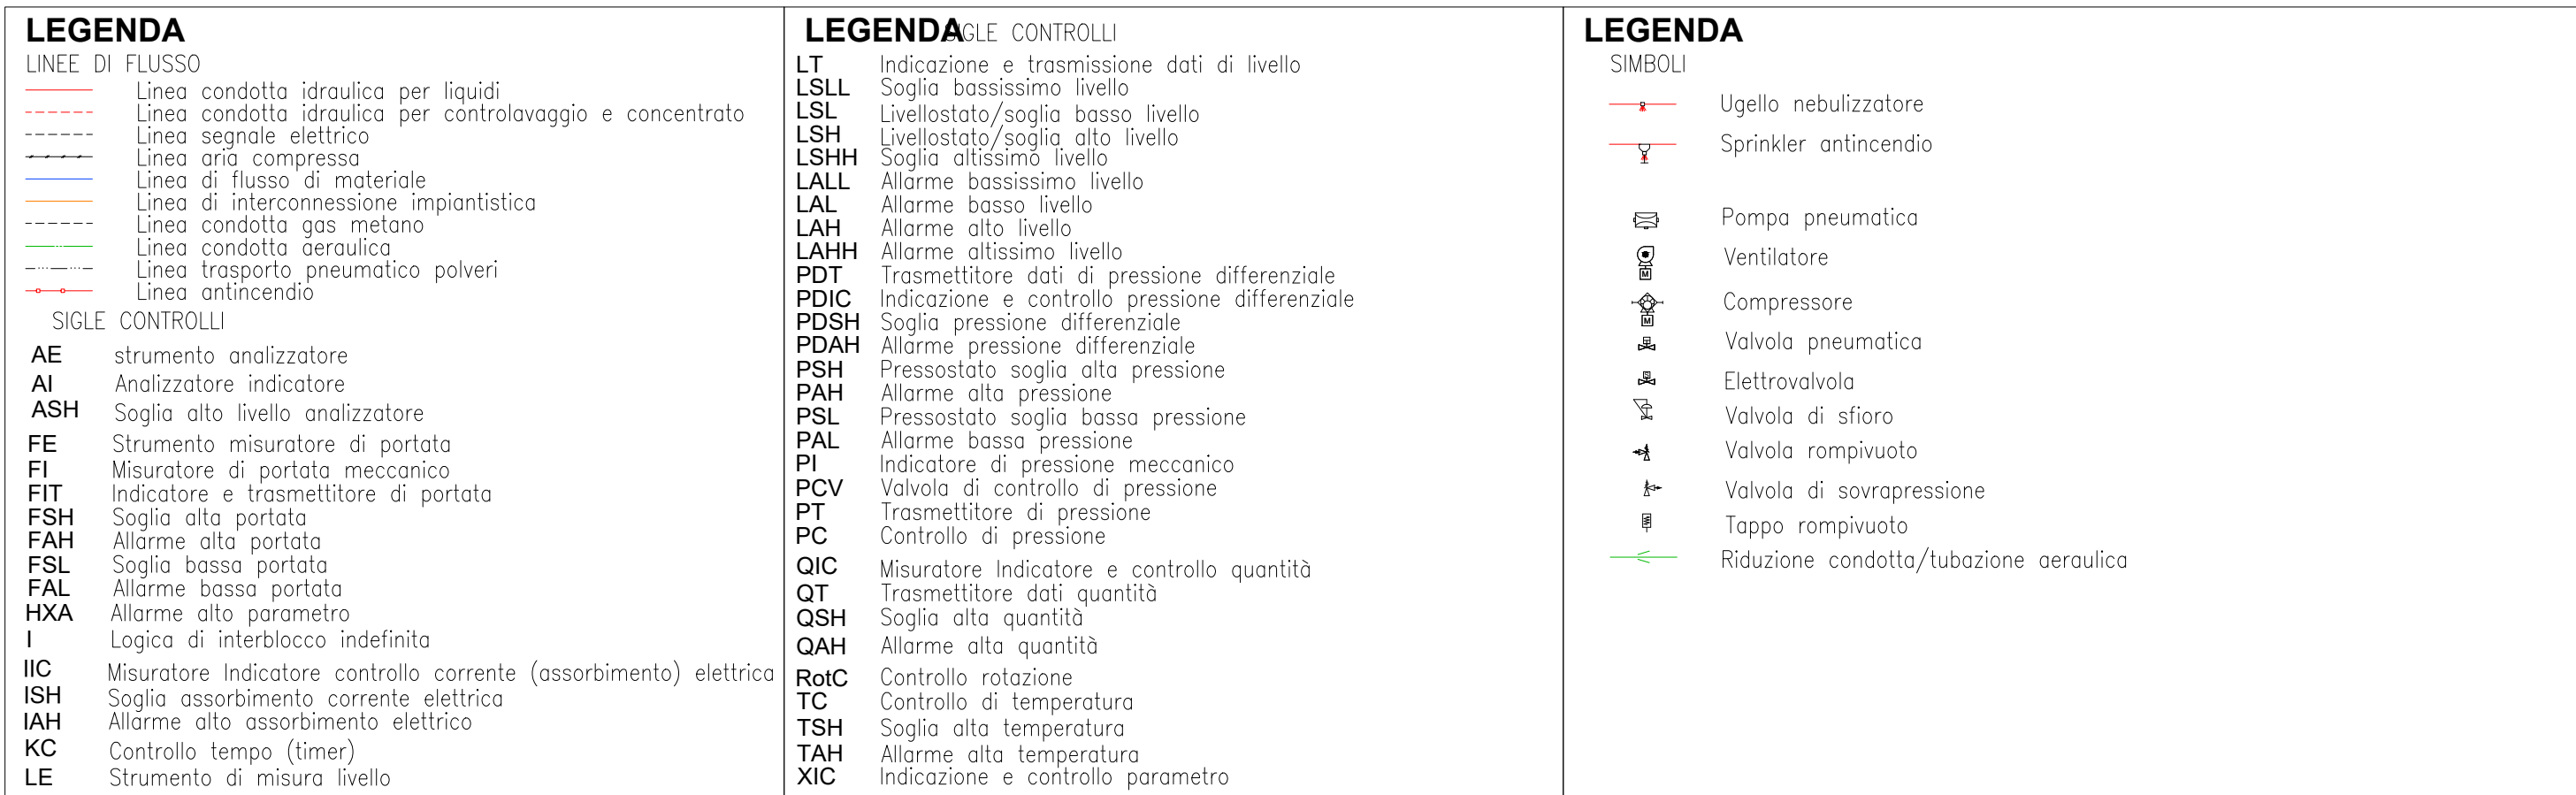 LEGENDA
LINEE DI FLUSSO
Linea condotta idraulica per liquidi
Linea condotta idraulica per controlavaggio e concentrato
Linea segnale elettrico
Linea aria compressa
Linea di flusso di materiale
Linea di interconnessione impiantistica
Linea condotta gas metano
Linea condotta aeraulica
Linea trasporto pneumatico polveri
Linea antincendio
SIGLE CONTROLLI
AE strumento analizzatore
AI Analizzatore indicatore
ASH Soglia alto livello analizzatore
FE Strumento misuratore di portata
FI Misuratore di portata meccanico
FIT Indicatore e trasmettitore di portata
FSH Soglia alta portata
FAH Allarme alta portata
FSL Soglia bassa portata
FAL Allarme bassa portata
HXA Allarme alto parametro
I Logica di interblocco indefinita
IIC Misuratore Indicatore controllo corrente (assorbimento) elettrica
ISH Soglia assorbimento corrente elettrica
IAH Allarme alto assorbimento elettrico
KC Controllo tempo (timer)
LE Strumento di misura livello
LEGENDA SIGLE CONTROLLI
LT Indicazione e trasmissione dati di livello
LSLL Soglia bassissimo livello
LSL Livellostato/soglia basso livello
LSH Livellostato/soglia alto livello
LSHH Soglia altissimo livello
LALL Allarme bassissimo livello
LAL Allarme basso livello
LAH Allarme alto livello
LAHH Allarme altissimo livello
PDT Trasmettitore dati di pressione differenziale
PDIC Indicazione e controllo pressione differenziale
PDSH Soglia pressione differenziale
PDAH Allarme pressione differenziale
PSH Pressostato soglia alta pressione
PAH Allarme alta pressione
PSL Pressostato soglia bassa pressione
PAL Allarme bassa pressione
PI Indicatore di pressione meccanico
PCV Valvola di controllo di pressione
PT Trasmettitore di pressione
PC Controllo di pressione
QIC Misuratore Indicatore e controllo quantità
QT Trasmettitore dati quantità
QSH Soglia alta quantità
QAH Allarme alta quantità
RotC Controllo rotazione
TC Controllo di temperatura
TSH Soglia alta temperatura
TAH Allarme alta temperatura
XIC Indicazione e controllo parametro
LEGENDA
SIMBOLI
Ugello nebulizzatore
Sprinkler antincendio
Pompa pneumatica
Ventilatore
M
Compressore
M
Valvola pneumatica
Elettrovalvola
Valvola di sfioro
Valvola rompivuoto
Valvola di sovrapressione
Tappo rompivuoto
Riduzione condotta/tubazione aeraulica